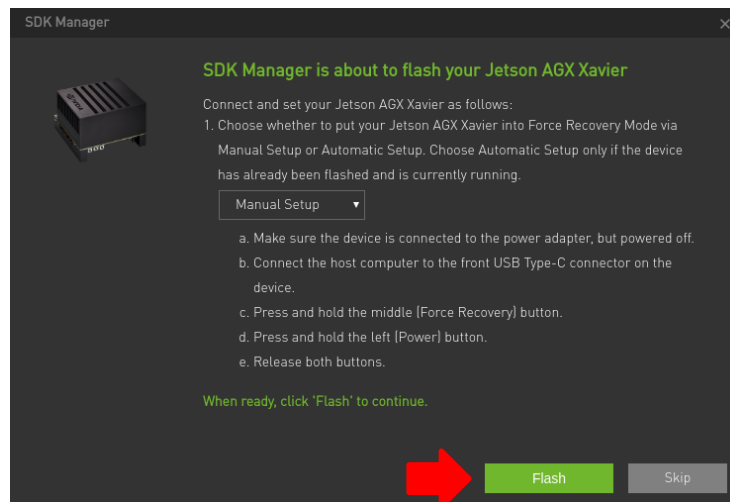 SDK Manager
SDK Manager is about to flash your Jetson AGX Xavier
Connect and set your Jetson AGX Xavier as follows:
1. Choose whether to put your Jetson AGX Xavier into Force Recovery Mode via
Manual Setup or Automatic Setup. Choose Automatic Setup only if the device
has already been flashed and is currently running.
Manual Setup
a. Make sure the device is connected to the power adapter, but powered off.
b. Connect the host computer to the front USB Type-C connector on the
device.
c. Press and hold the middle (Force Recovery) button.
d. Press and hold the left (Power) button.
e. Release both buttons.
When ready, click 'Flash' to continue.
Flash
Skip